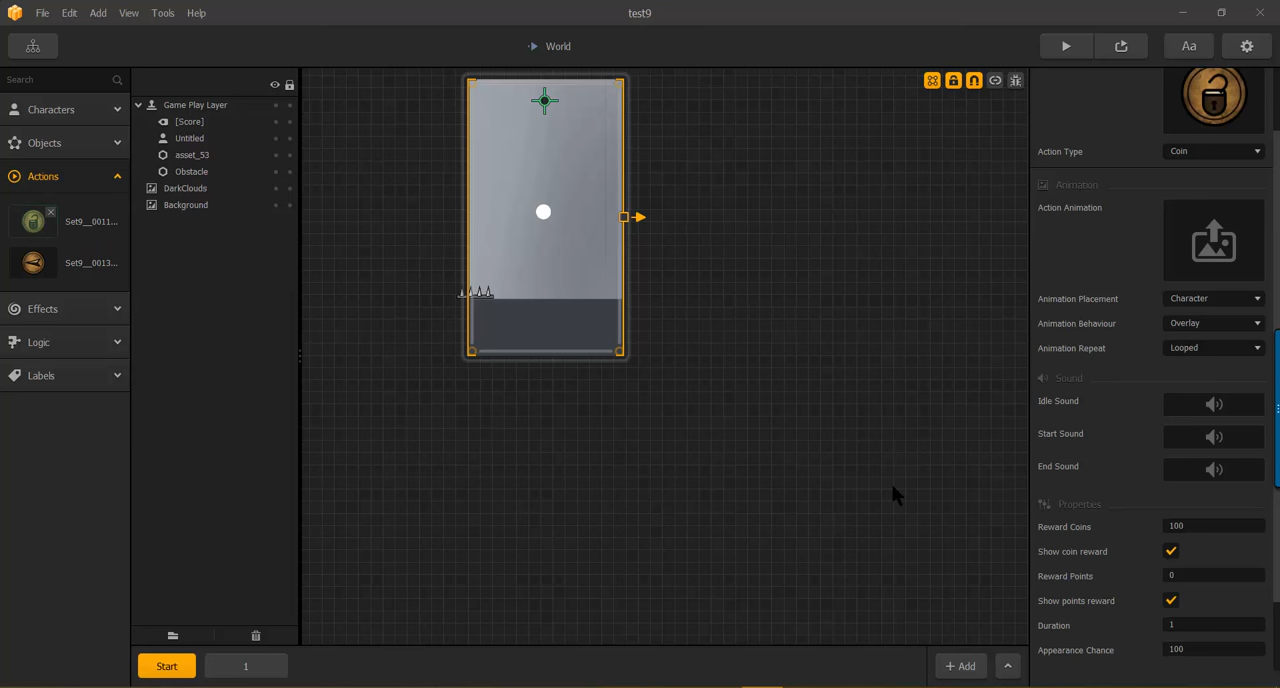 File Edit Add View Tools Help
test9
World
Aa
Search
Characters
Objects
Actions
Set9__0011...
Set9__0013...
Effects
Logic
Labels
Game Play Layer
[Score]
Untitled
asset_53
Obstacle
DarkClouds
Background
Action Type Coin
Animation
Action Animation
Animation Placement Character
Animation Behaviour Overlay
Animation Repeat Looped
Sound
Idle Sound
Start Sound
End Sound
Properties
Reward Coins 100
Show coin reward
Reward Points 0
Show points reward
Duration 1
Appearance Chance 100
Start
1
+ Add